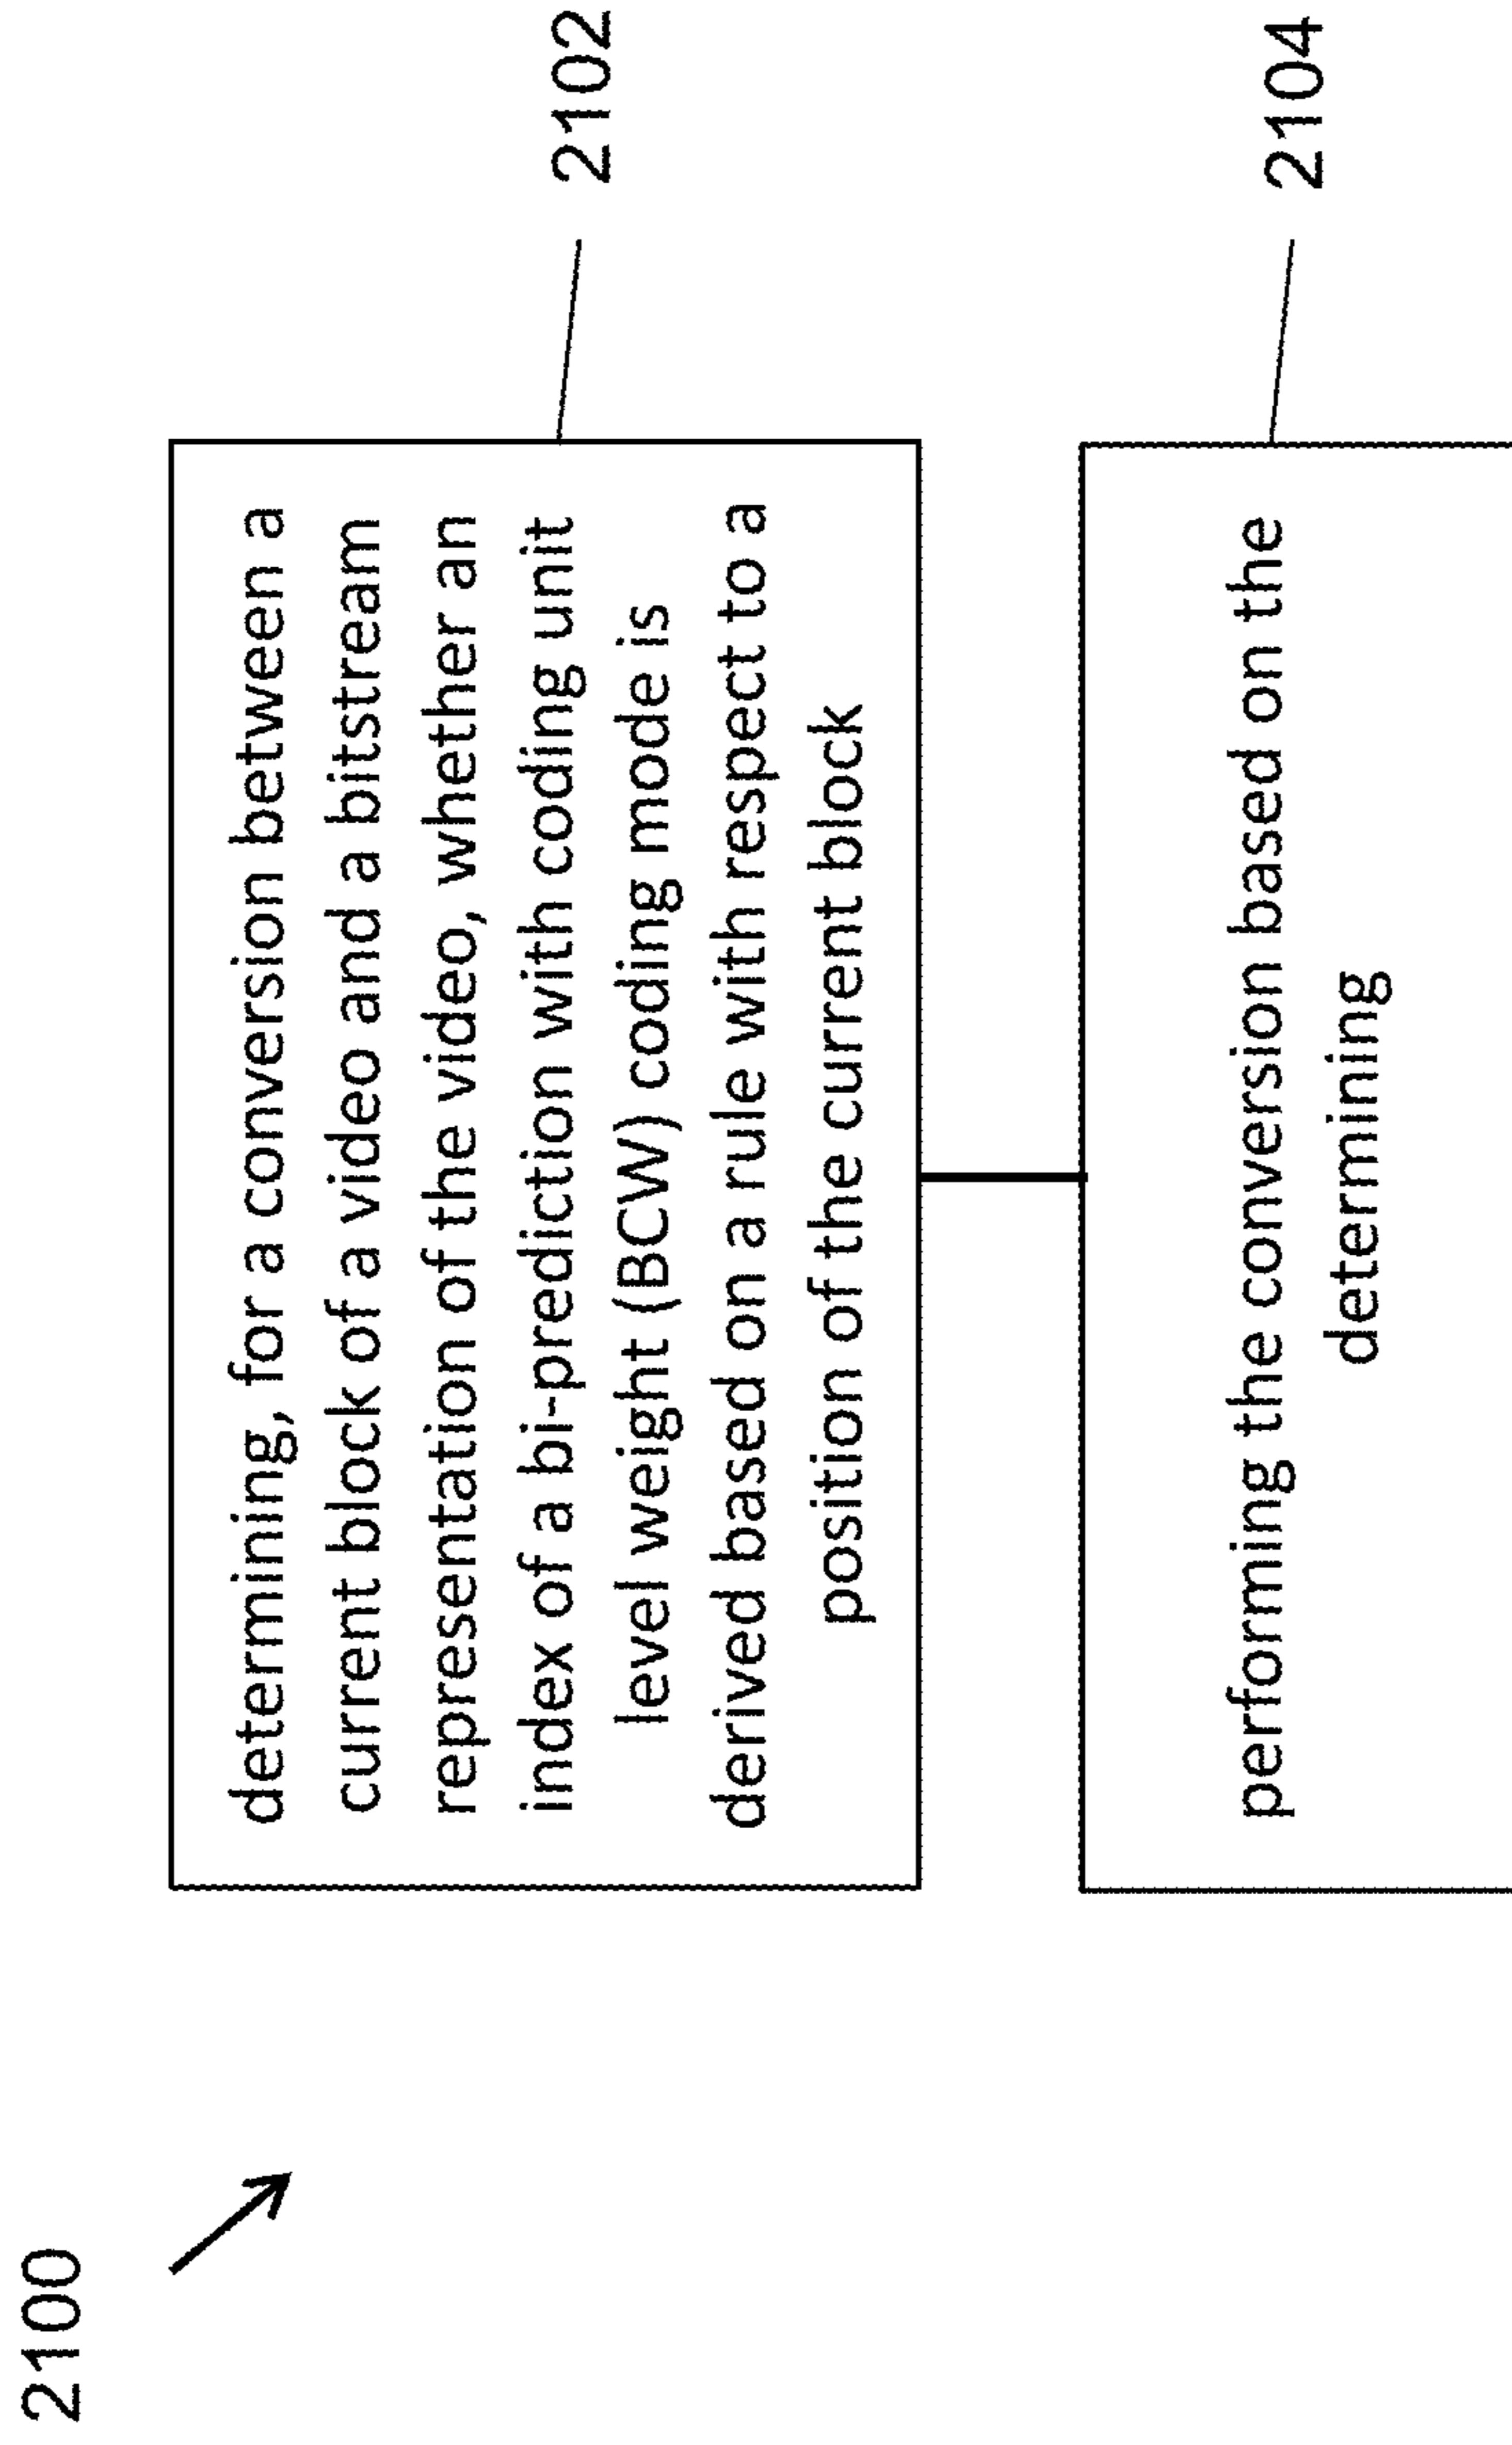 2100
determining, for a conversion between a
current block of a video and a bitstream
representation of the video, whether an
index of a bi-prediction with coding unit
level weight (BCW) coding mode is
derived based on a rule with respect to a
position of the current block
2102
performing the conversion based on the
determining
2104